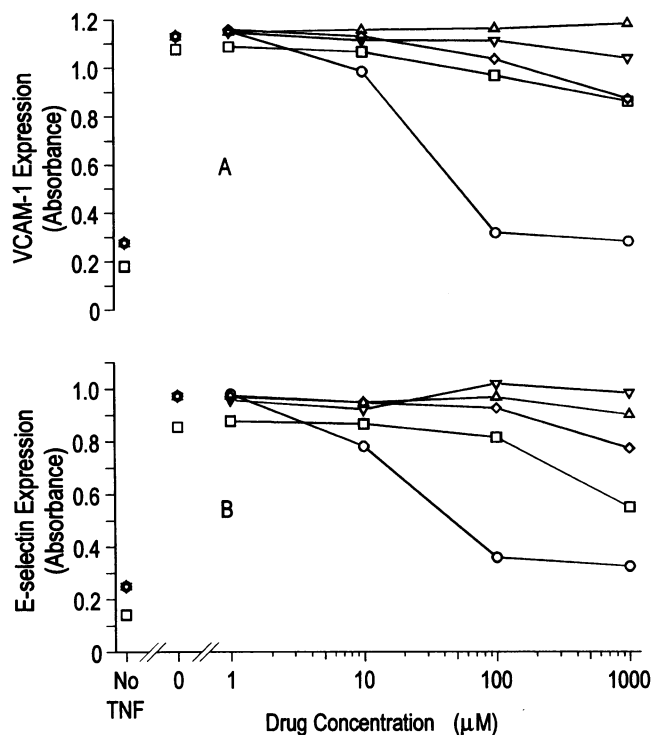 VCAM-1 Expression
(Absorbance)
1.2
1.0
0.8
0.6
0.4
0.2
0
A
E-selectin Expression
(Absorbance)
1.0
0.8
0.6
0.4
0.2
0
B
No
TNF
0
1
10
100
1000
Drug Concentration (μM)